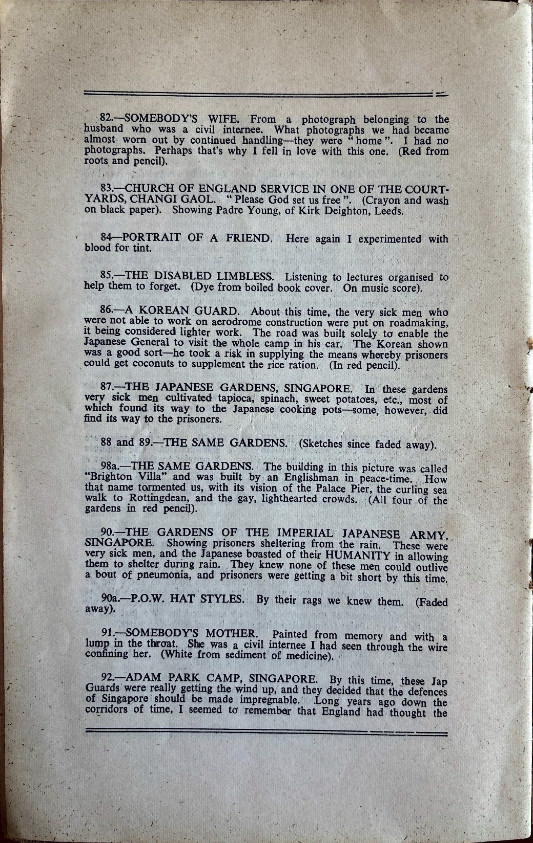 82.—SOMEBODY'S WIFE. From a photograph belonging to the
husband who was a civil internee. What photographs we had became
almost worn out by continued handling—they were "home". I had no
photographs. Perhaps that's why I fell in love with this one. (Red from
roots and pencil).
83.—CHURCH OF ENGLAND SERVICE IN ONE OF THE COURT-
YARDS, CHANGI GAOL. "Please God set us free". (Crayon and wash
on black paper). Showing Padre Young, of Kirk Deighton, Leeds.
84—PORTRAIT OF A FRIEND. Here again I experimented with
blood for tint.
85.—THE DISABLED LIMBLESS. Listening to lectures organised to
help them to forget. (Dye from boiled book cover. On music score).
86.—A KOREAN GUARD. About this time, the very sick men who
were not able to work on aerodrome construction were put on roadmaking,
it being considered lighter work. The road was built solely to enable the
Japanese General to visit the whole camp in his car. The Korean shown
was a good sort—he took a risk in supplying the means whereby prisoners
could get coconuts to supplement the rice ration. (In red pencil).
87.—THE JAPANESE GARDENS, SINGAPORE. In these gardens
very sick men cultivated tapioca, spinach, sweet potatoes, etc., most of
which found its way to the Japanese cooking pots—some, however, did
find its way to the prisoners.
88 and 89.—THE SAME GARDENS. (Sketches since faded away).
98a.—THE SAME GARDENS. The building in this picture was called
"Brighton Villa" and was built by an Englishman in peace-time. How
that name tormented us, with its vision of the Palace Pier, the curling sea
walk to Rottingdean, and the gay, lighthearted crowds. (All four of the
gardens in red pencil).
90.—THE GARDENS OF THE IMPERIAL JAPANESE ARMY,
SINGAPORE. Showing prisoners sheltering from the rain. These were
very sick men, and the Japanese boasted of their HUMANITY in allowing
them to shelter during rain. They knew none of these men could outlive
a bout of pneumonia, and prisoners were getting a bit short by this time.
90a.—P.O.W. HAT STYLES. By their rags we knew them. (Faded
away).
91.—SOMEBODY'S MOTHER. Painted from memory and with a
lump in the throat. She was a civil internee I had seen through the wire
confining her. (White from sediment of medicine).
92.—ADAM PARK CAMP, SINGAPORE. By this time, these Jap
Guards were really getting the wind up, and they decided that the defences
of Singapore should be made impregnable. Long years ago down the
corridors of time, I seemed to remember that England had thought the